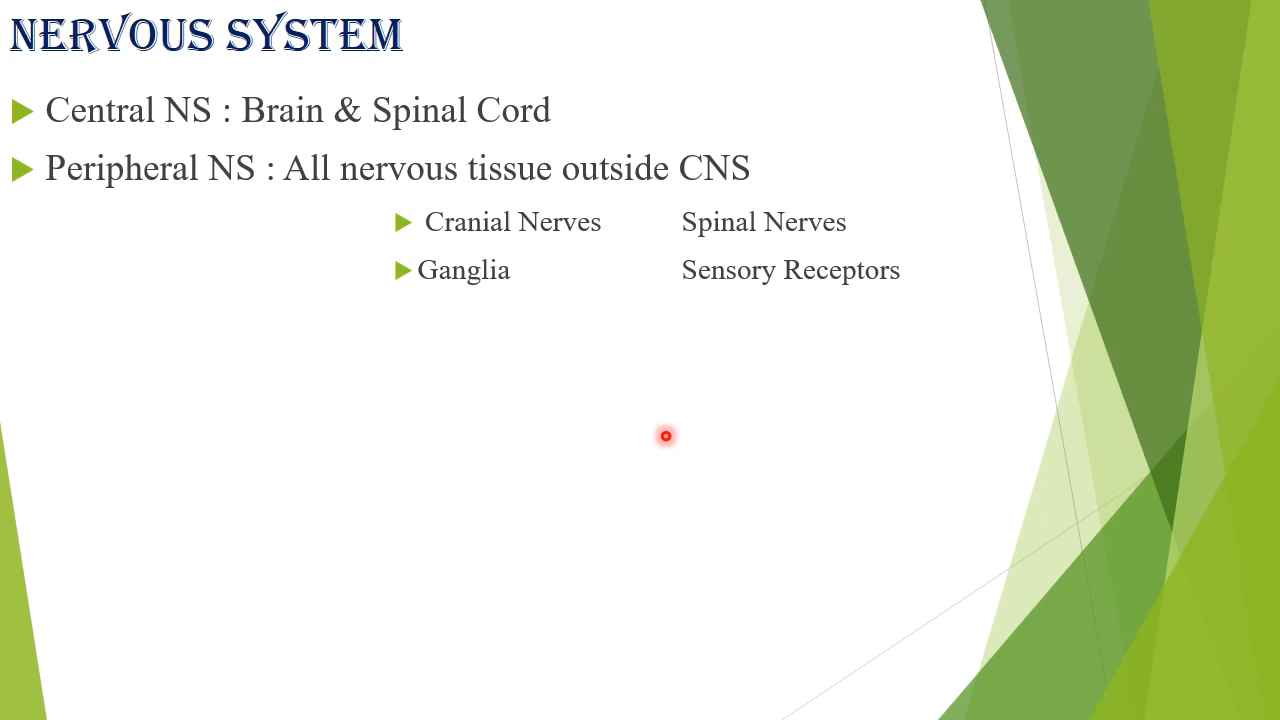 NERVOUS SYSTEM
Central NS : Brain & Spinal Cord
Peripheral NS : All nervous tissue outside CNS
Cranial Nerves Spinal Nerves
Ganglia Sensory Receptors